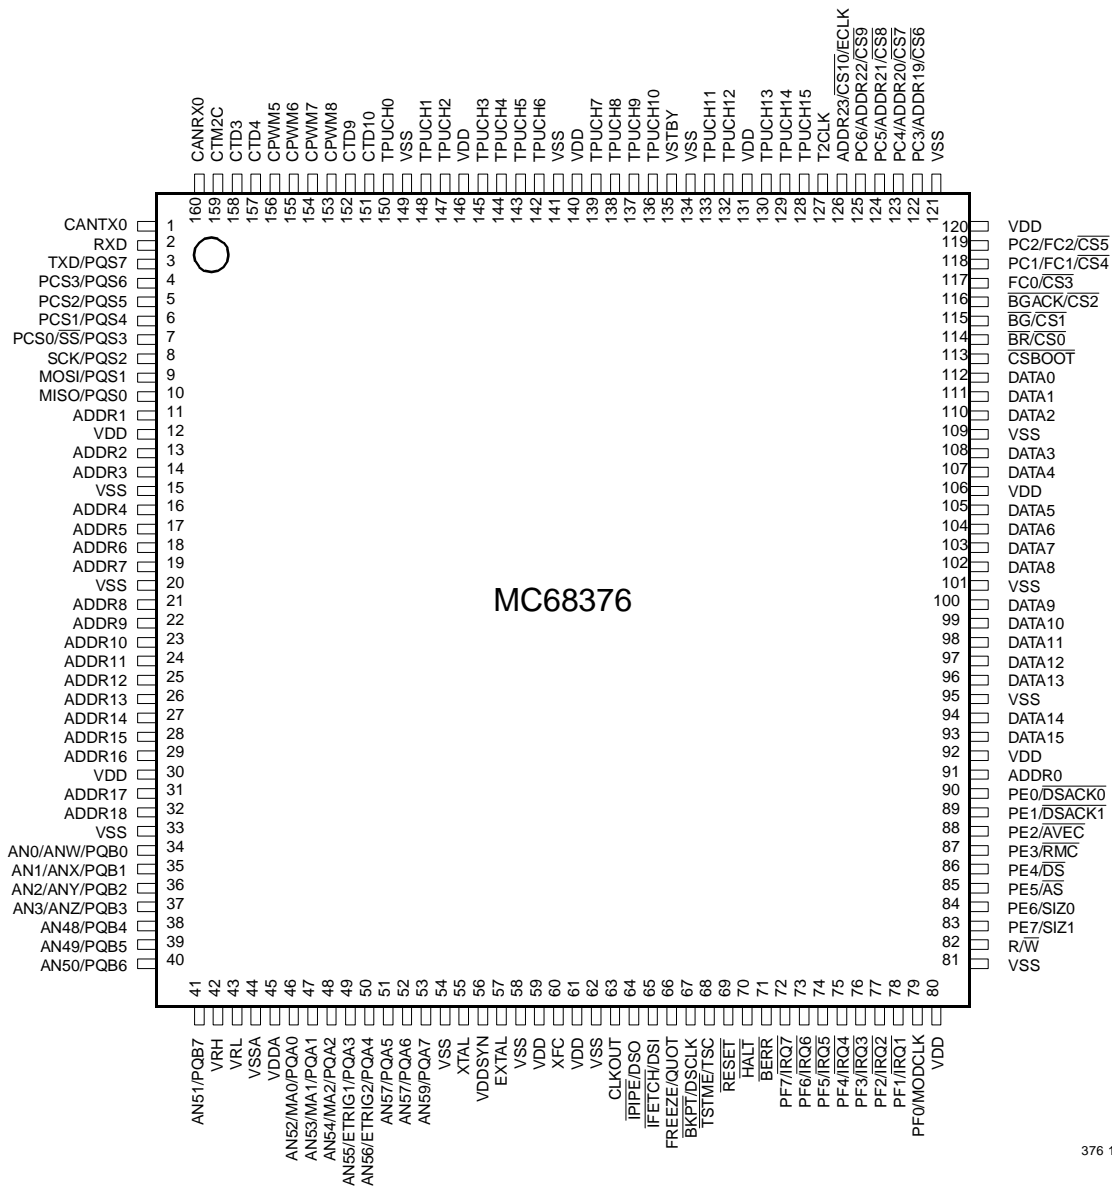 CANRX0
CTM2C
CTD3
CTD4
CPWM5
CPWM6
CPWM7
CPWM8
CTD9
CTD10
TPUCH0
VSS
TPUCH1
TPUCH2
VDD
TPUCH3
TPUCH4
TPUCH5
TPUCH6
VSS
VDD
TPUCH7
TPUCH8
TPUCH9
TPUCH10
VSTBY
VSS
TPUCH11
TPUCH12
VDD
TPUCH13
TPUCH14
TPUCH15
T2CLK
ADDR23/CS10/ECLK
PC6/ADDR22/CS9
PC5/ADDR21/CS8
PC4/ADDR20/CS7
PC3/ADDR19/CS6
VSS
160
159
158
157
156
155
154
153
152
151
150
149
148
147
146
145
144
143
142
141
140
139
138
137
136
135
134
133
132
131
130
129
128
127
126
125
124
123
122
121
CANTX0 1
RXD 2
TXD/PQS7 3
PCS3/PQS6 4
PCS2/PQS5 5
PCS1/PQS4 6
PCS0/SS/PQS3 7
SCK/PQS2 8
MOSI/PQS1 9
MISO/PQS0 10
ADDR1 11
VDD 12
ADDR2 13
ADDR3 14
VSS 15
ADDR4 16
ADDR5 17
ADDR6 18
ADDR7 19
VSS 20
ADDR8 21
ADDR9 22
ADDR10 23
ADDR11 24
ADDR12 25
ADDR13 26
ADDR14 27
ADDR15 28
ADDR16 29
VDD 30
ADDR17 31
ADDR18 32
VSS 33
AN0/ANW/PQB0 34
AN1/ANX/PQB1 35
AN2/ANY/PQB2 36
AN3/ANZ/PQB3 37
AN48/PQB4 38
AN49/PQB5 39
AN50/PQB6 40
MC68376
120 VDD
119 PC2/FC2/CS5
118 PC1/FC1/CS4
117 FC0/CS3
116 BGACK/CS2
115 BG/CS1
114 BR/CS0
113 CSBOOT
112 DATA0
111 DATA1
110 DATA2
109 VSS
108 DATA3
107 DATA4
106 VDD
105 DATA5
104 DATA6
103 DATA7
102 DATA8
101 VSS
100 DATA9
99 DATA10
98 DATA11
97 DATA12
96 DATA13
95 VSS
94 DATA14
93 DATA15
92 VDD
91 ADDR0
90 PE0/DSACK0
89 PE1/DSACK1
88 PE2/AVEC
87 PE3/RMC
86 PE4/DS
85 PE5/AS
84 PE6/SIZ0
83 PE7/SIZ1
82 R/W
81 VSS
41
42
43
44
45
46
47
48
49
50
51
52
53
54
55
56
57
58
59
60
61
62
63
64
65
66
67
68
69
70
71
72
73
74
75
76
77
78
79
80
AN51/PQB7
VRH
VRL
VSSA
VDDA
AN52/MA0/PQA0
AN53/MA1/PQA1
AN54/MA2/PQA2
AN55/ETRIG1/PQA3
AN56/ETRIG2/PQA4
AN57/PQA5
AN57/PQA6
AN59/PQA7
VSS
XTAL
VDDSYN
EXTAL
VSS
VDD
XFC
VDD
VSS
CLKOUT
IPIPE/DSO
IFETCH/DSI
FREEZE/QUOT
BKPT/DSCLK
TSTME/TSC
RESET
HALT
BERR
PF7/IRQ7
PF6/IRQ6
PF5/IRQ5
PF4/IRQ4
PF3/IRQ3
PF2/IRQ2
PF1/IRQ1
PF0/MODCLK
VDD
376 1